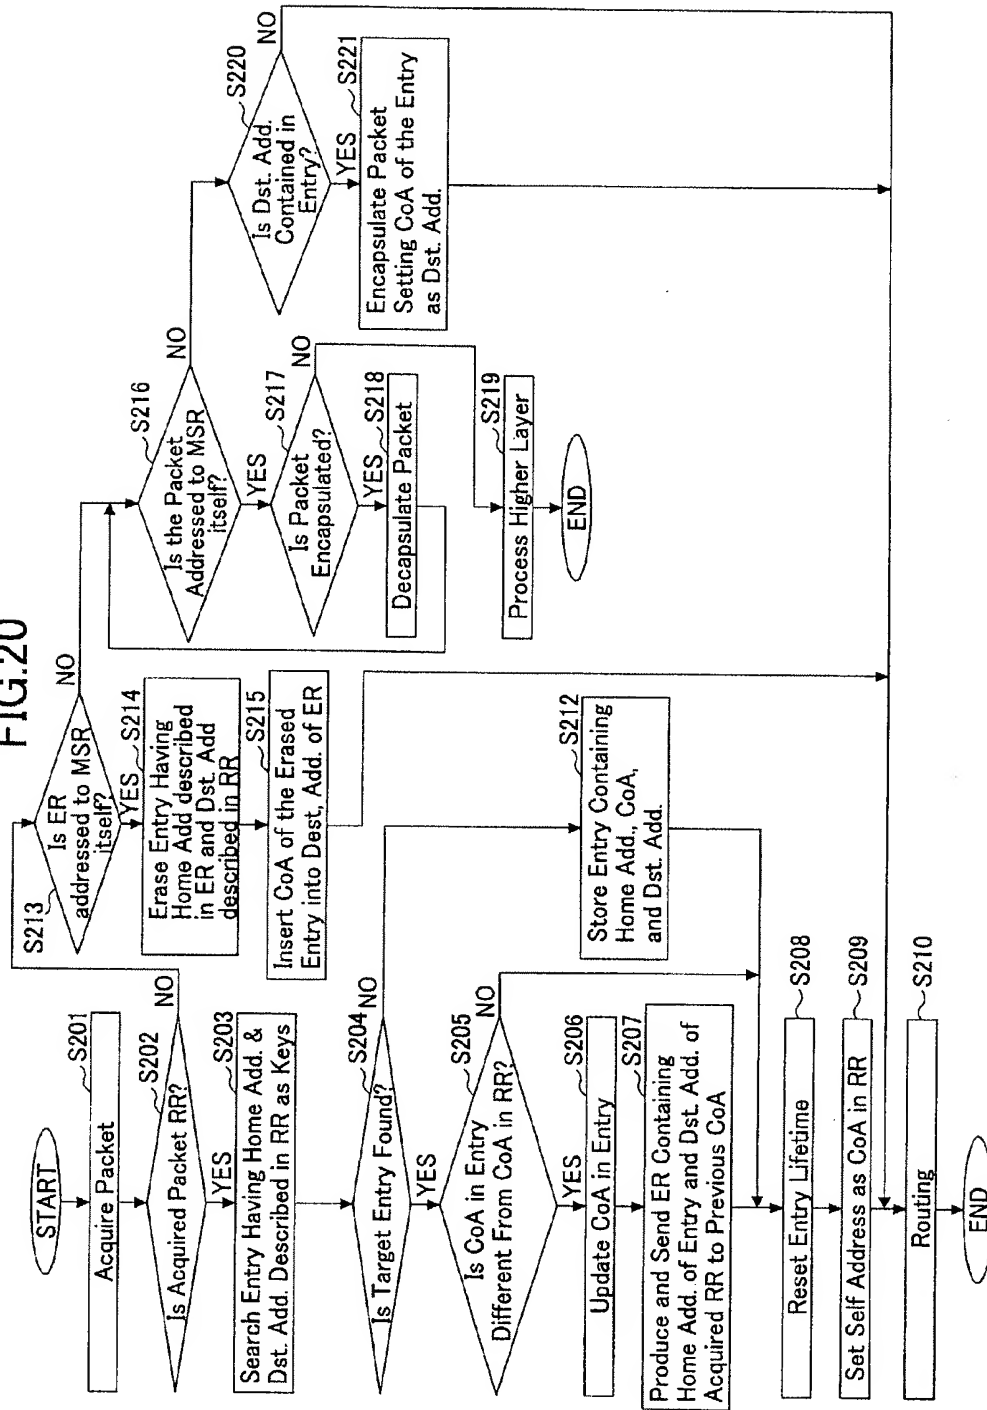 FIG.20
START
S201
Acquire Packet
S202
Is Acquired Packet RR?
NO
YES
S203
Search Entry Having Home Add. &
Dst. Add. Described in RR as Keys
S204
Is Target Entry Found?
NO
YES
S205
Is CoA in Entry
Different From CoA in RR?
NO
YES
S206
Update CoA in Entry
S207
Produce and Send ER Containing
Home Add. of Entry and Dst. Add. of
Acquired RR to Previous CoA
S208
Reset Entry Lifetime
S209
Set Self Address as CoA in RR
S210
Routing
END
S212
Store Entry Containing
Home Add., CoA,
and Dst. Add.
S213
Is ER
addressed to MSR
itself?
NO
YES
S214
Erase Entry Having
Home Add described
in ER and Dst. Add
described in RR
S215
Insert CoA of the Erased
Entry into Dest, Add. of ER
S216
Is the Packet
Addressed to MSR
itself?
NO
YES
S217
Is Packet
Encapsulated?
NO
YES
S218
Decapsulate Packet
S219
Process Higher Layer
END
S220
Is Dst. Add.
Contained in
Entry?
NO
YES
S221
Encapsulate Packet
Setting CoA of the Entry
as Dst. Add.